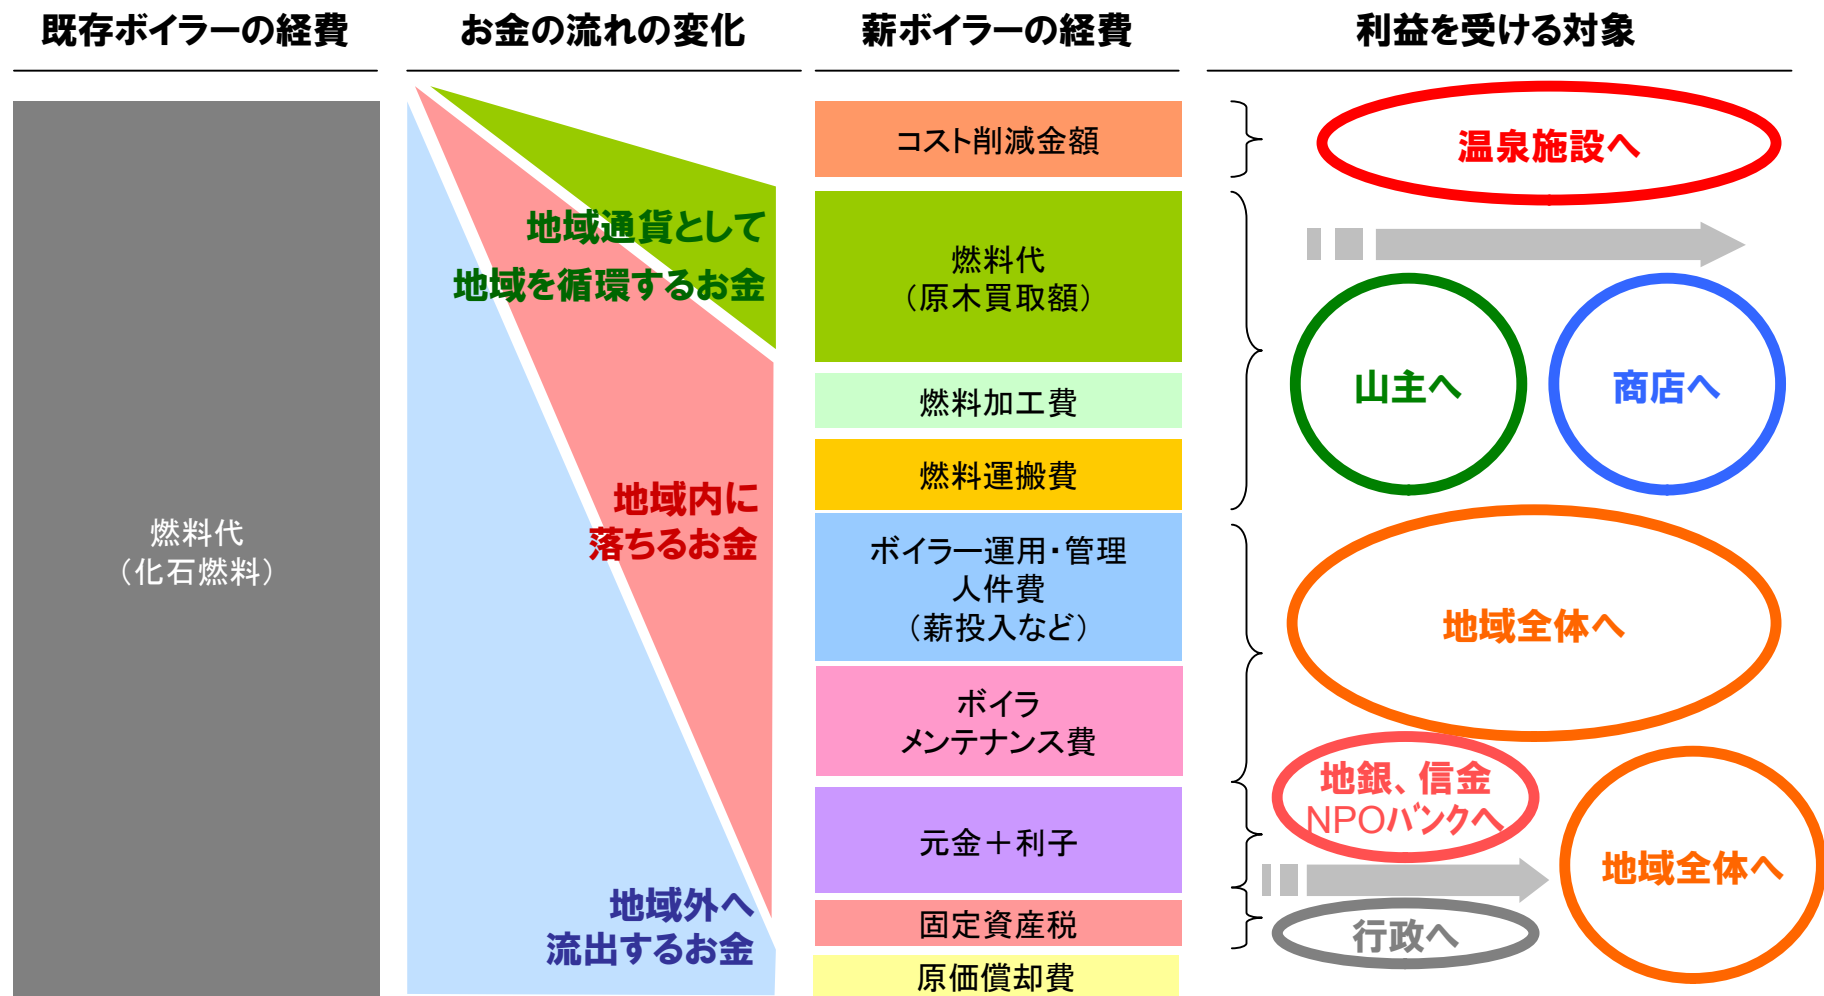 既存ボイラーの経費
お金の流れの変化
薪ボイラーの経費
利益を受ける対象
燃料代
（化石燃料）
地域通貨として
地域を循環するお金
地域内に
落ちるお金
地域外へ
流出するお金
コスト削減金額
燃料代
（原木買取額）
燃料加工費
燃料運搬費
ボイラー運用・管理
人件費
（薪投入など）
ボイラ
メンテナンス費
元金＋利子
固定資産税
原価償却費
温泉施設へ
山主へ
商店へ
地域全体へ
地銀、信金
NPOバンクへ
地域全体へ
行政へ